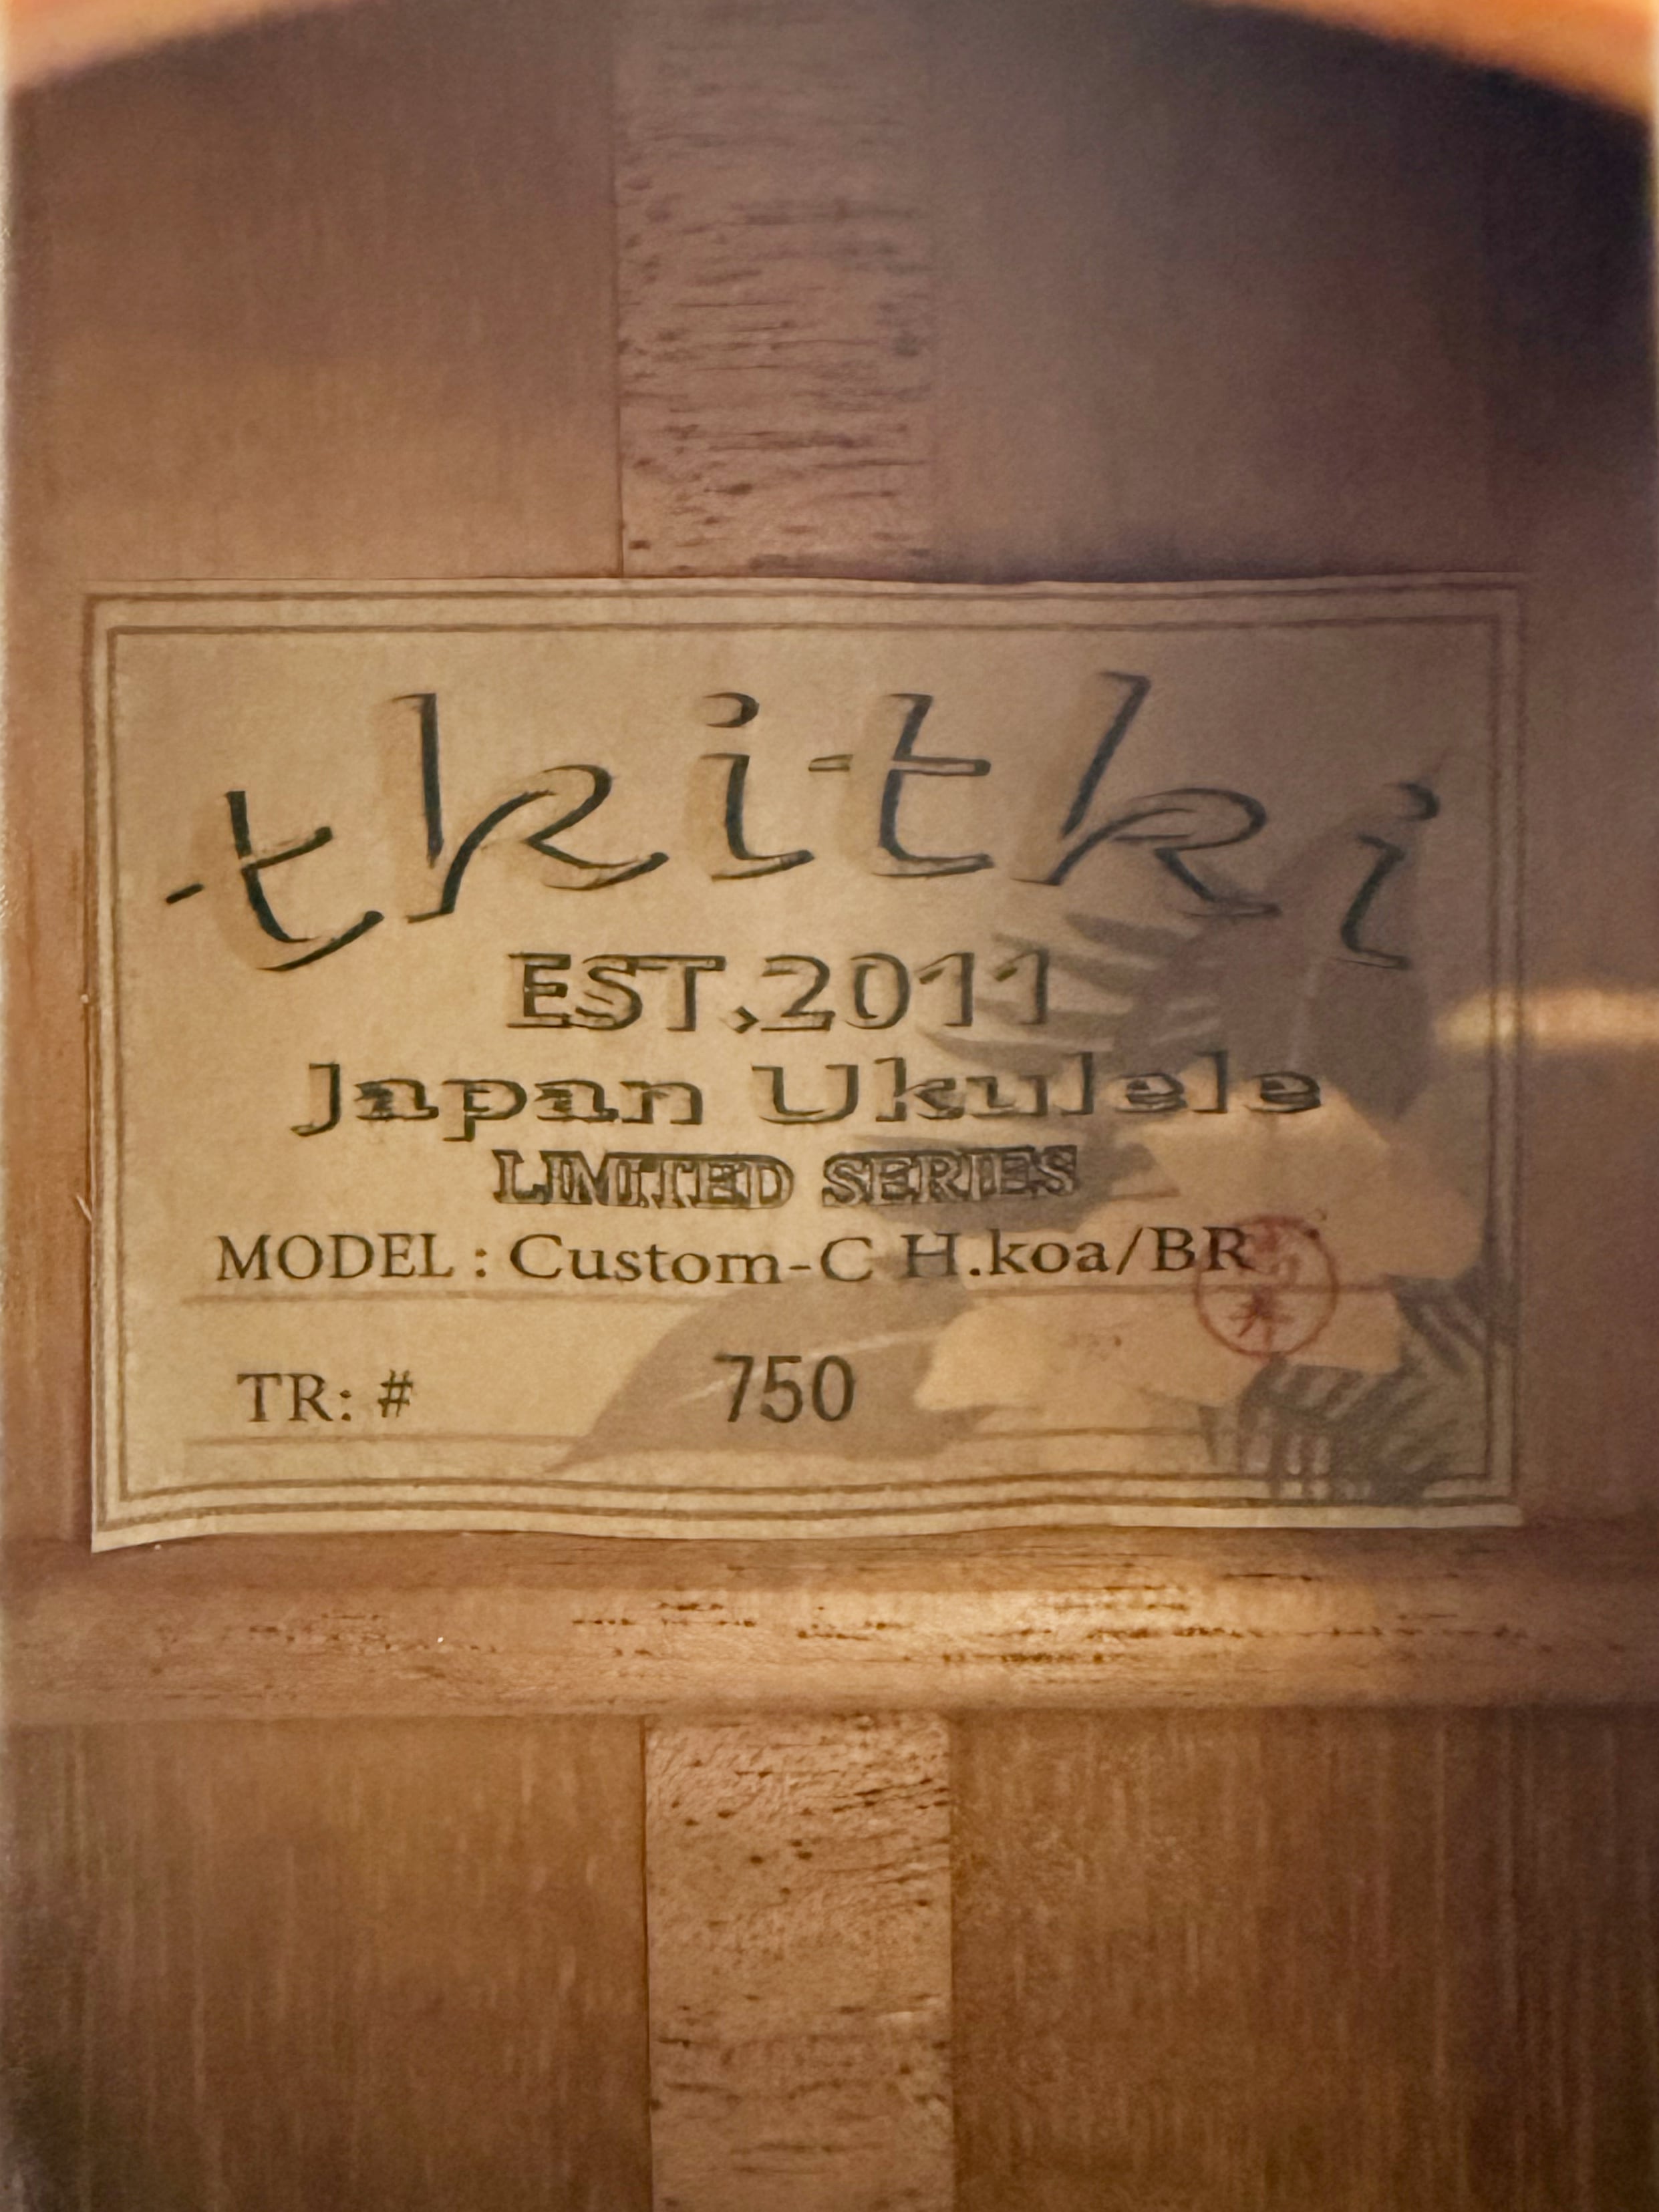 tkitki
EST.2011
Japan Ukulele
LIMITED SERIES
MODEL : Custom-C H.koa/BR
TR: # 750